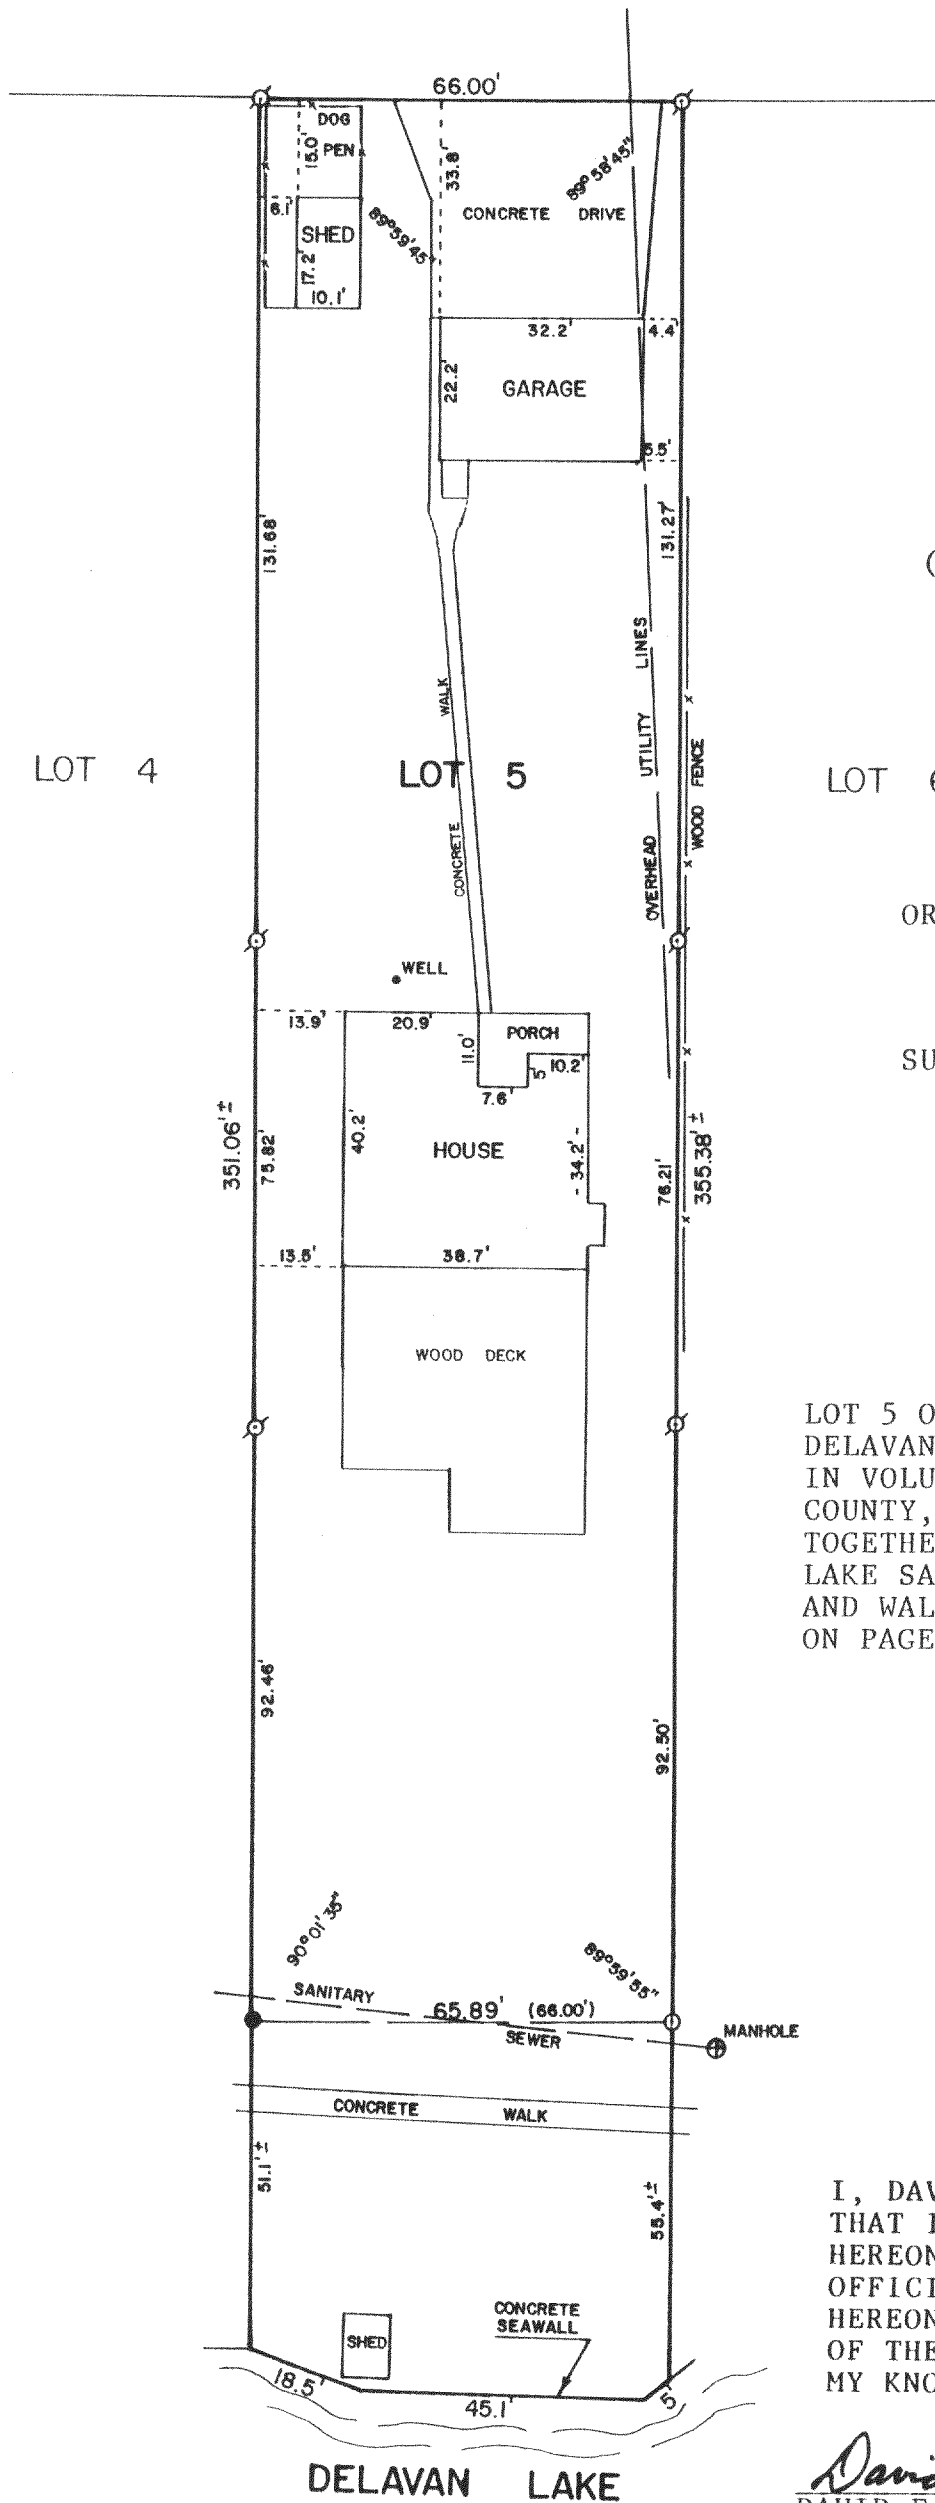 66.00'
DOG
PEN
15.0'
6.1'
SHED
17.2'
10.1'
89°59'45"
33.8'
89°58'45"
CONCRETE DRIVE
32.2'
4.4'
22.2'
GARAGE
5.5'
131.68'
131.27'
WALK
CONCRETE
OVERHEAD UTILITY LINES
WOOD FENCE
LOT 4
LOT 5
LOT 6
(
OR
WELL
13.9'
20.9'
PORCH
11.0'
10.2'
5'
7.6'
SU
351.06'±
75.82'
40.2'
HOUSE
- 34.2' -
76.21'
355.38'±
13.5'
38.7'
WOOD DECK
LOT 5 O
DELAVAN
IN VOLU
COUNTY,
TOGETHE
LAKE SA
AND WAL
ON PAGE
92.46'
92.50'
90°01'35"
89°59'55"
SANITARY
65.89' (66.00')
SEWER
MANHOLE
CONCRETE WALK
51.1'±
55.4'±
I, DAV
THAT I
HEREON
OFFICI
HEREON
OF THE
MY KNO
CONCRETE
SEAWALL
SHED
18.5'
45.1'
5'
DELAVAN LAKE
David
DAVID E